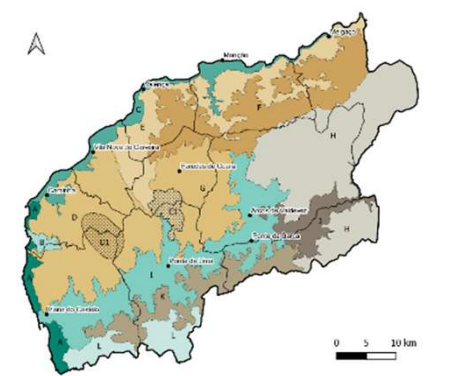 Melgaço
Monção
Valença
C
E
F
H
Vila Nova de Cerveira
Paredes de Coura
Caminha
G
D
C1
B
Arcos de Valdevez
Ponte da Barca
H
I
Ponte de Lima
K
Viana do Castelo
A
L
L
0 5 10 km